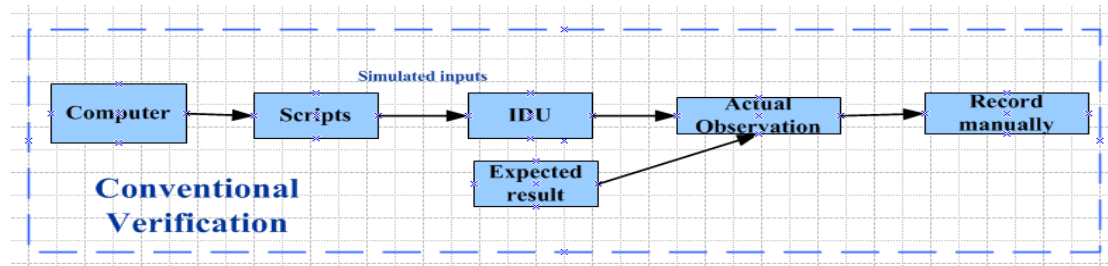 Simulated inputs
Computer
Scripts
IDU
Actual
Observation
Record
manually
Expected
result
Conventional
Verification